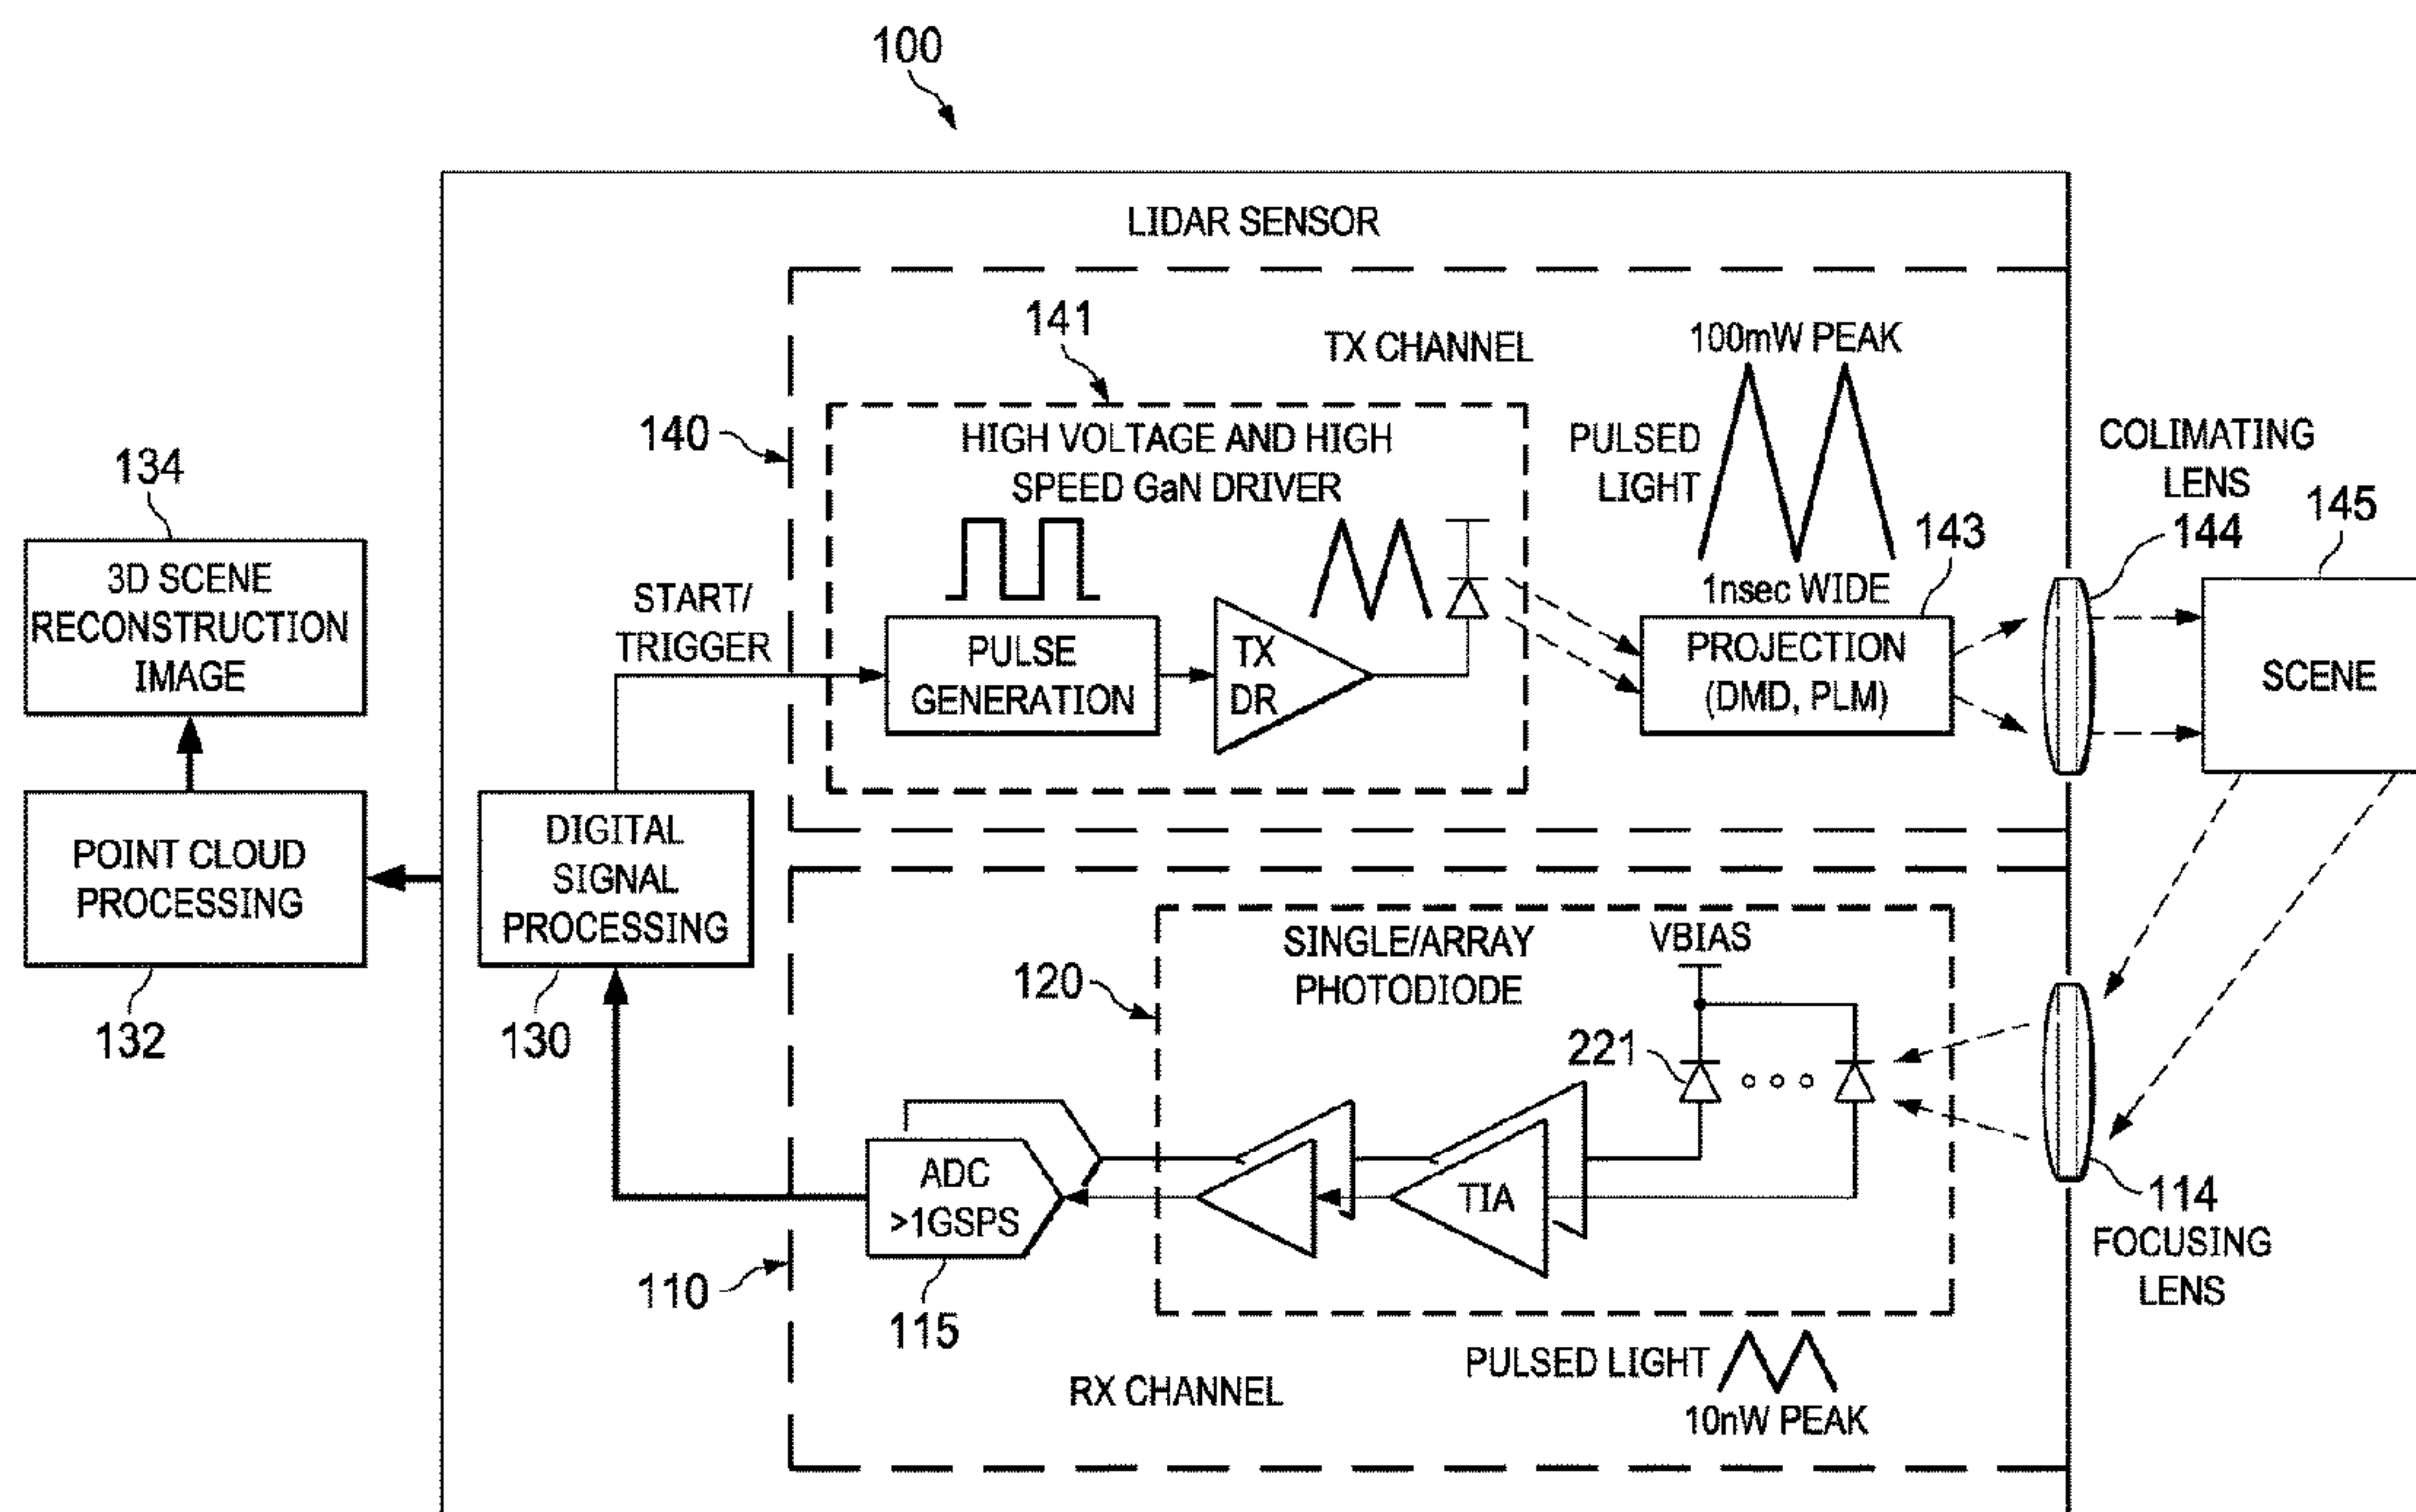 100
LIDAR SENSOR
141
TX CHANNEL
100mW PEAK
140
HIGH VOLTAGE AND HIGH
SPEED GaN DRIVER
PULSED
LIGHT
COLIMATING
LENS
145
134
143
144
3D SCENE
RECONSTRUCTION
IMAGE
START/
TRIGGER
1nsec WIDE
PULSE
GENERATION
TX
DR
PROJECTION
(DMD, PLM)
SCENE
POINT CLOUD
PROCESSING
DIGITAL
SIGNAL
PROCESSING
132
130
120
SINGLE/ARRAY
PHOTODIODE
VBIAS
221
ADC
>1GSPS
TIA
114
FOCUSING
LENS
110
115
RX CHANNEL
PULSED LIGHT
10nW PEAK